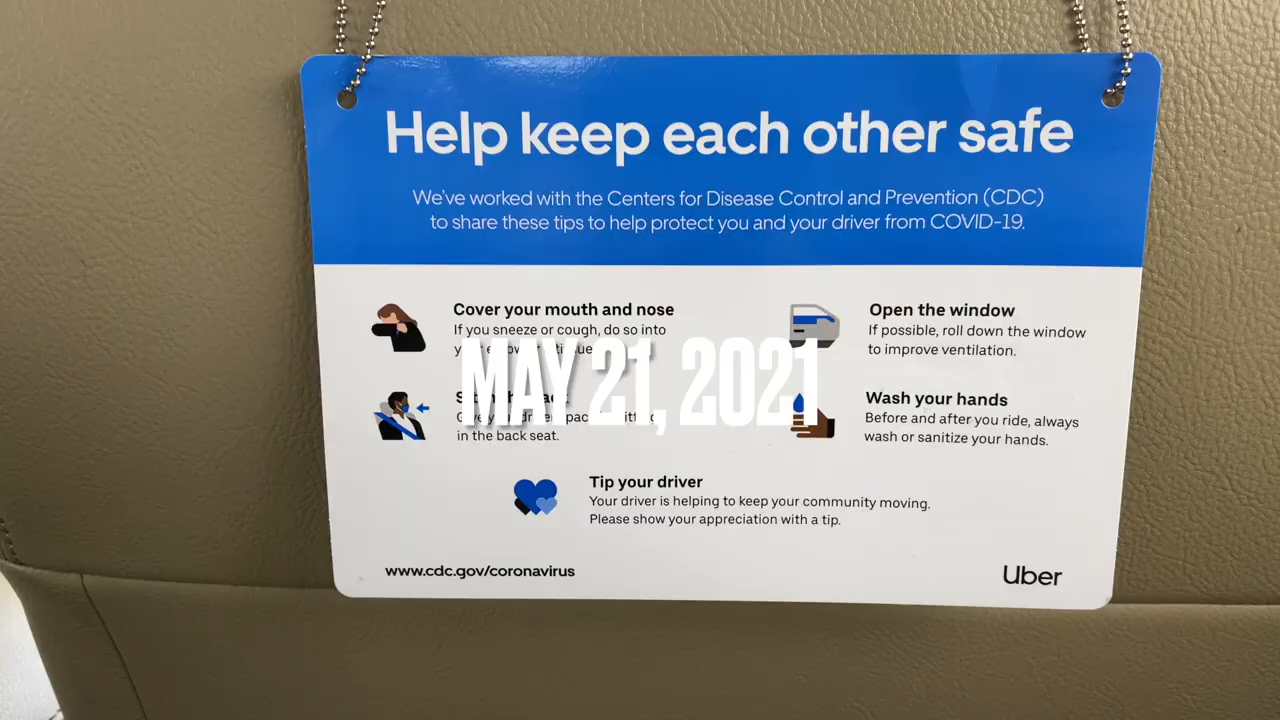 Help keep each other safe
We've worked with the Centers for Disease Control and Prevention (CDC)
to share these tips to help protect you and your driver from COVID-19.
Cover your mouth and nose
If you sneeze or cough, do so into
Open the window
If possible, roll down the window
to improve ventilation.
MAY 21, 2021
in the back seat.
Wash your hands
Before and after you ride, always
wash or sanitize your hands.
Tip your driver
Your driver is helping to keep your community moving.
Please show your appreciation with a tip.
www.cdc.gov/coronavirus
Uber